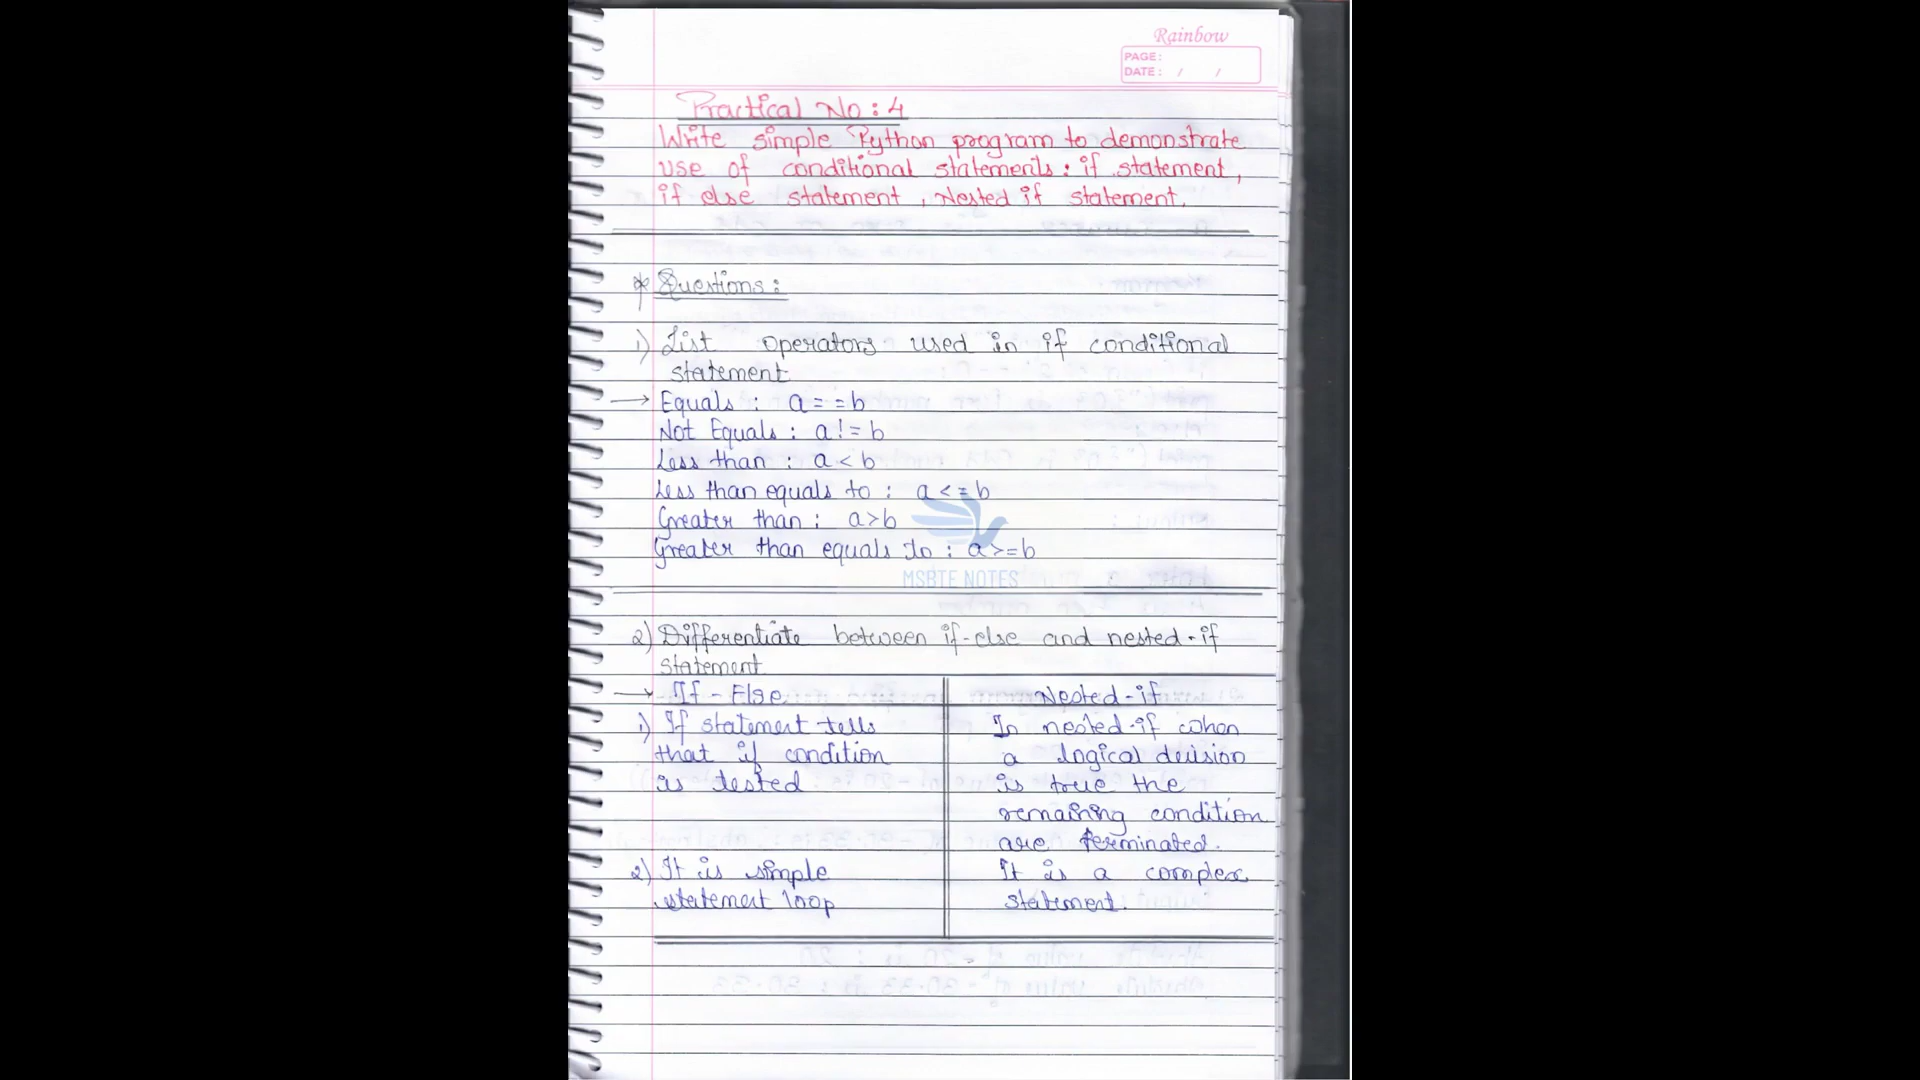 Rainbow
PAGE:
DATE: / /
Practical No: 4
Write simple Python program to demonstrate
use of conditional statements: if statement,
if else statement, Nested if statement.
* Questions:
1) List operators used in if conditional
statement
→ Equals : a==b
Not Equals : a!=b
Less than : a<b
Less than equals to : a<=b
Greater than : a>b
Greater than equals to : a>=b
MSBTE NOTES
2) Differentiate between if-else and nested-if
statement
→ If-Else Nested-if
1) If statement tells In nested-if when
that if condition a logical decision
is tested is true the
remaining condition
are terminated.
2) It is simple It is a complex
statement loop statement.